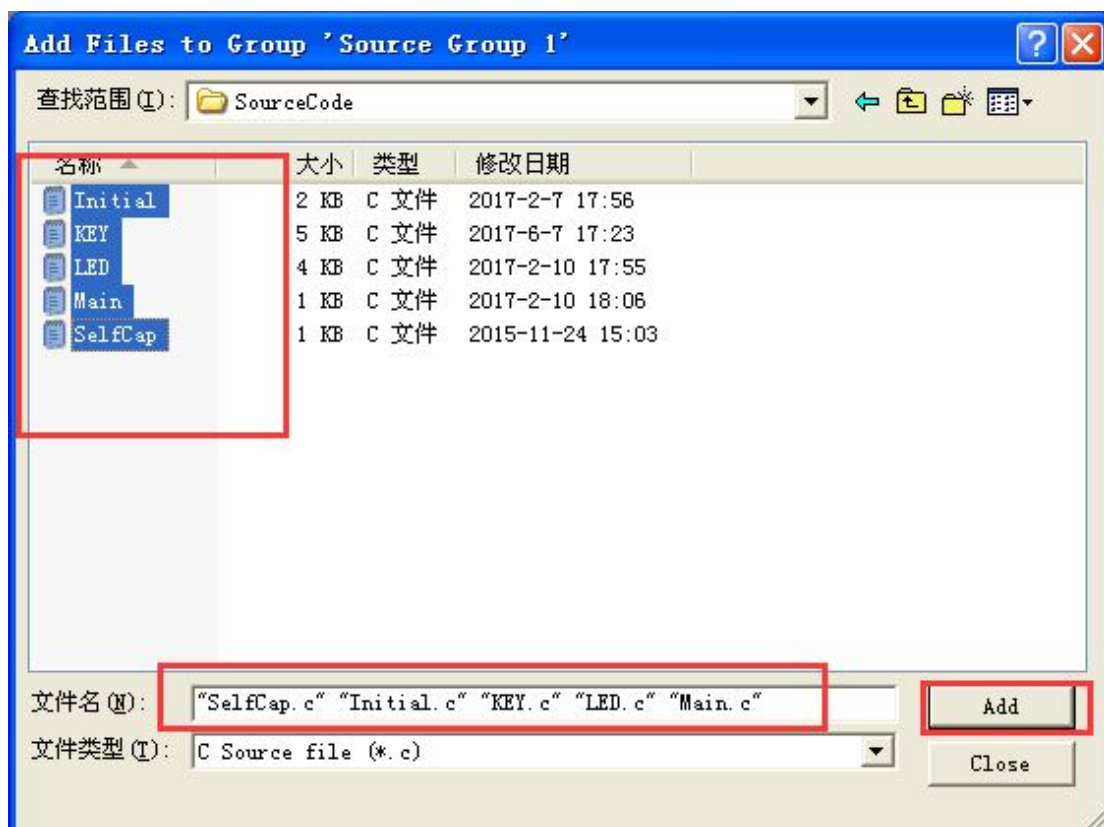 Add Files to Group 'Source Group 1'
查找范围(I): SourceCode
名称 大小 类型 修改日期
Initial 2 KB C 文件 2017-2-7 17:56
KEY 5 KB C 文件 2017-6-7 17:23
LED 4 KB C 文件 2017-2-10 17:55
Main 1 KB C 文件 2017-2-10 18:06
SelfCap 1 KB C 文件 2015-11-24 15:03
文件名(N): "SelfCap.c" "Initial.c" "KEY.c" "LED.c" "Main.c" Add
文件类型(T): C Source file (*.c) Close